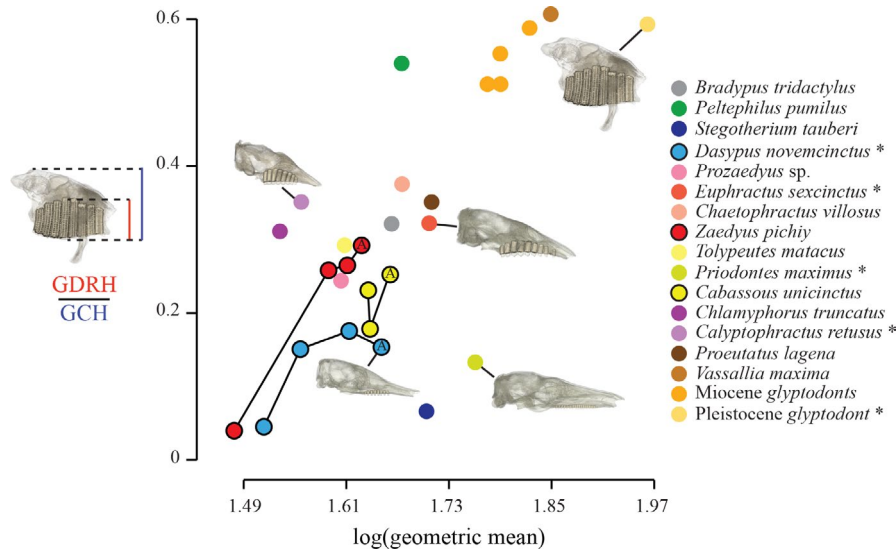 0.6
0.4
0.2
0
1.49
1.61
1.73
1.85
1.97
log(geometric mean)
GDRH
GCH
A
A
A
Bradypus tridactylus
Peltephilus pumilus
Stegotherium tauberi
Dasypus novemcinctus *
Prozaedyus sp.
Euphractus sexcinctus *
Chaetophractus villosus
Zaedyus pichiy
Tolypeutes matacus
Priodontes maximus *
Cabassous unicinctus
Chlamyphorus truncatus
Calyptophractus retusus *
Proeutatus lagena
Vassallia maxima
Miocene glyptodonts
Pleistocene glyptodont *